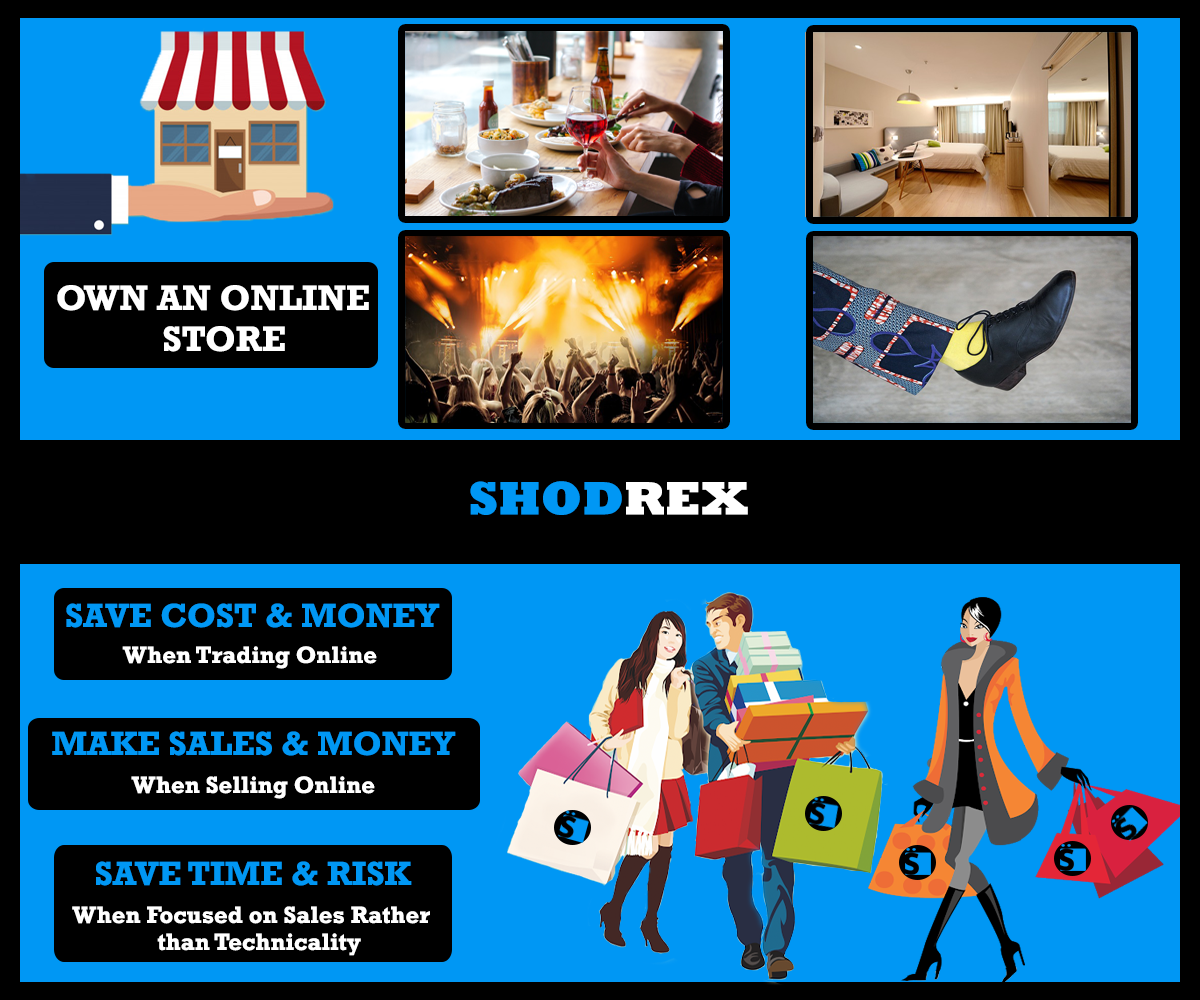 OWN AN ONLINE
STORE
SHODREX
SAVE COST & MONEY
When Trading Online
MAKE SALES & MONEY
When Selling Online
SAVE TIME & RISK
When Focused on Sales Rather
than Technicality
S
S
S
S
S